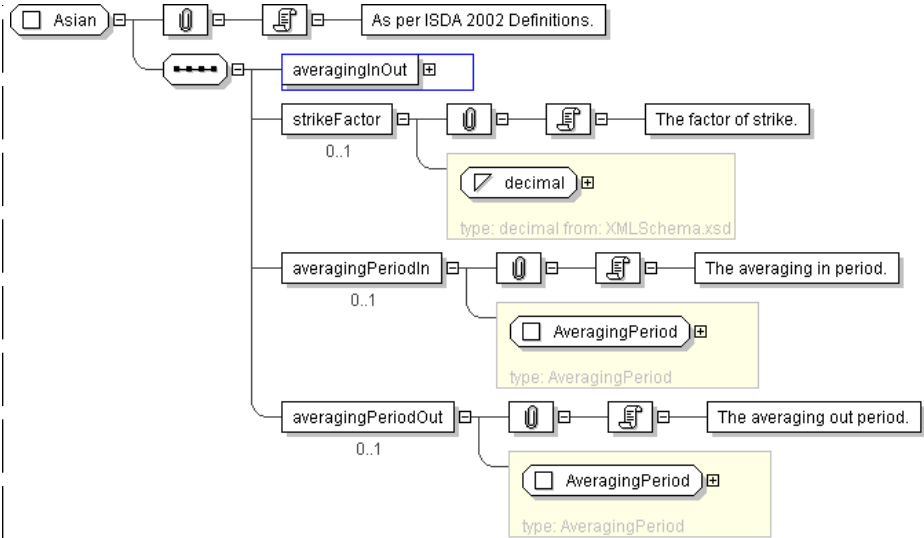 Asian
As per ISDA 2002 Definitions.
averagingInOut
strikeFactor
The factor of strike.
0..1
decimal
type: decimal from: XMLSchema.xsd
averagingPeriodIn
The averaging in period.
0..1
AveragingPeriod
type: AveragingPeriod
averagingPeriodOut
The averaging out period.
0..1
AveragingPeriod
type: AveragingPeriod